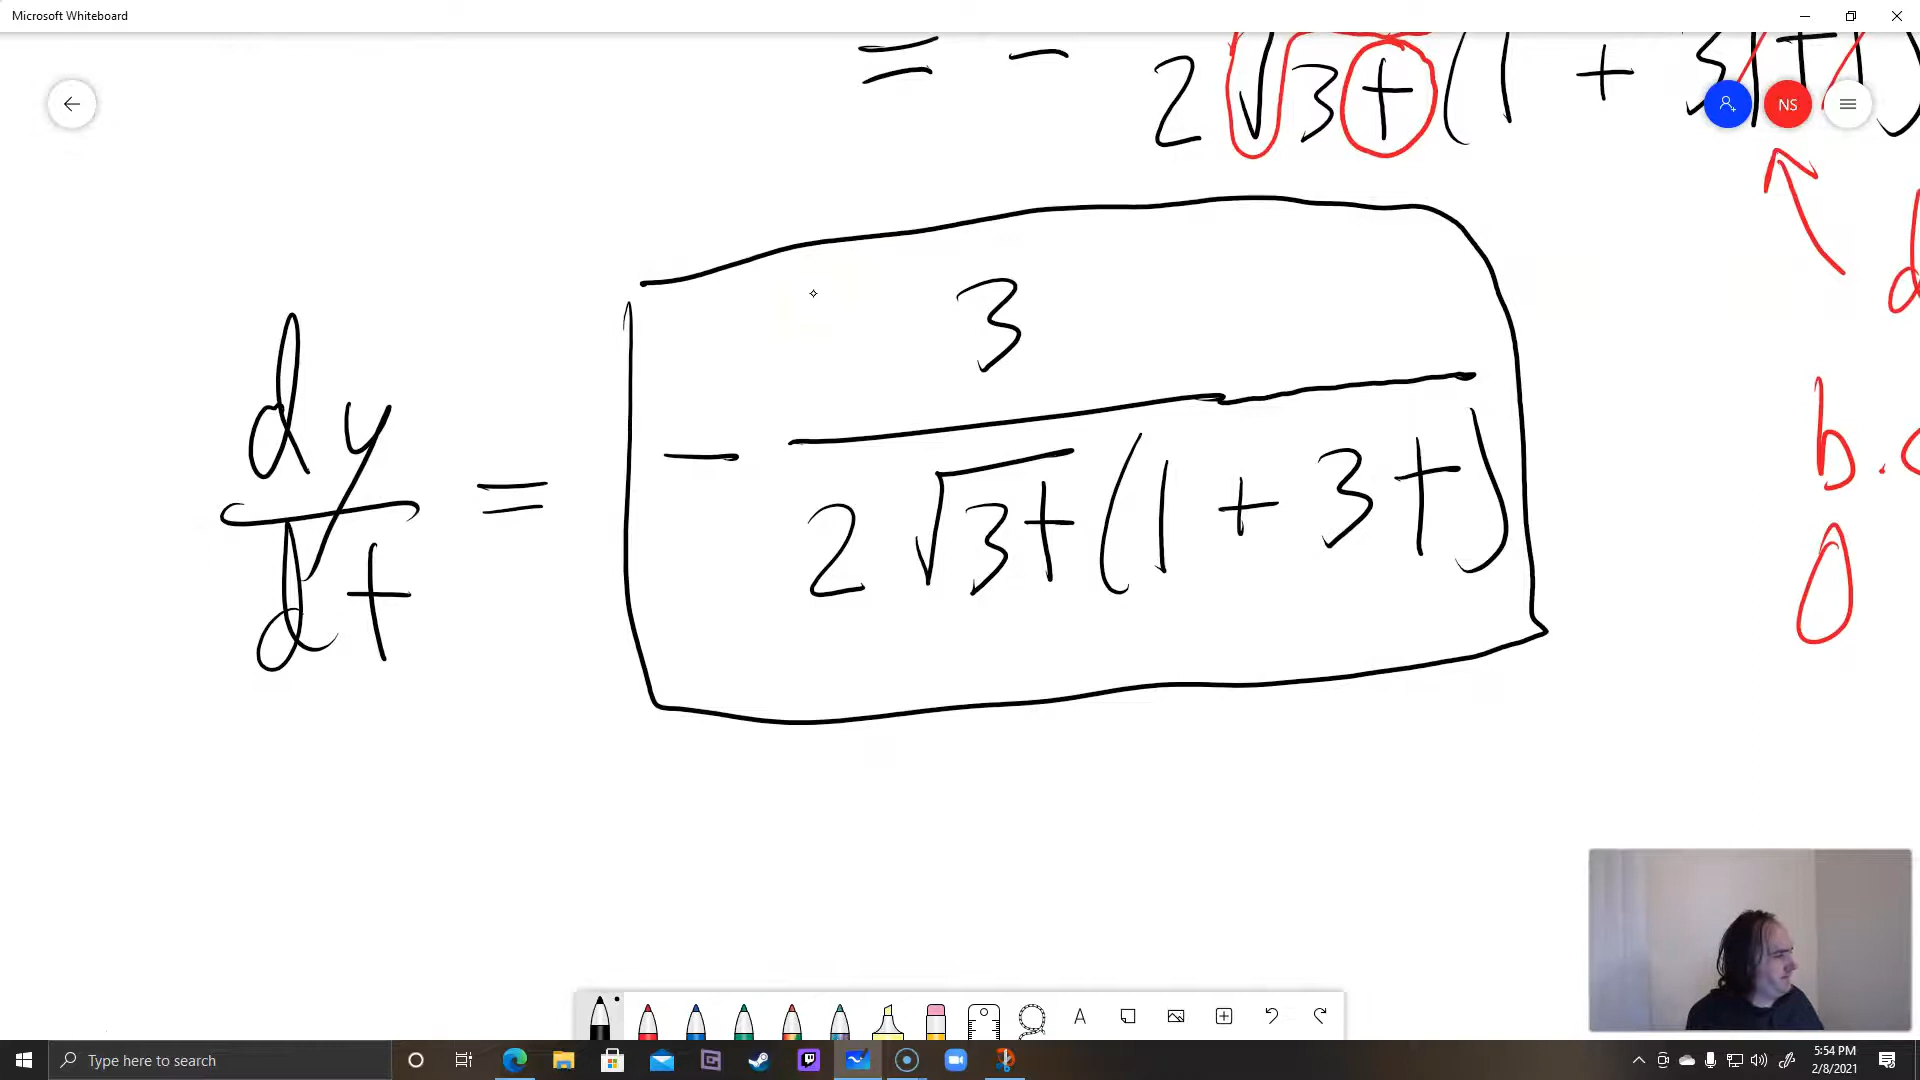 Microsoft Whiteboard
= - 2 √3t (1 + 3|t|)
NS
dy/dt = - 3 / 2 √3t (1 + 3t)
b.c
0
A
Type here to search
5:54 PM
2/8/2021